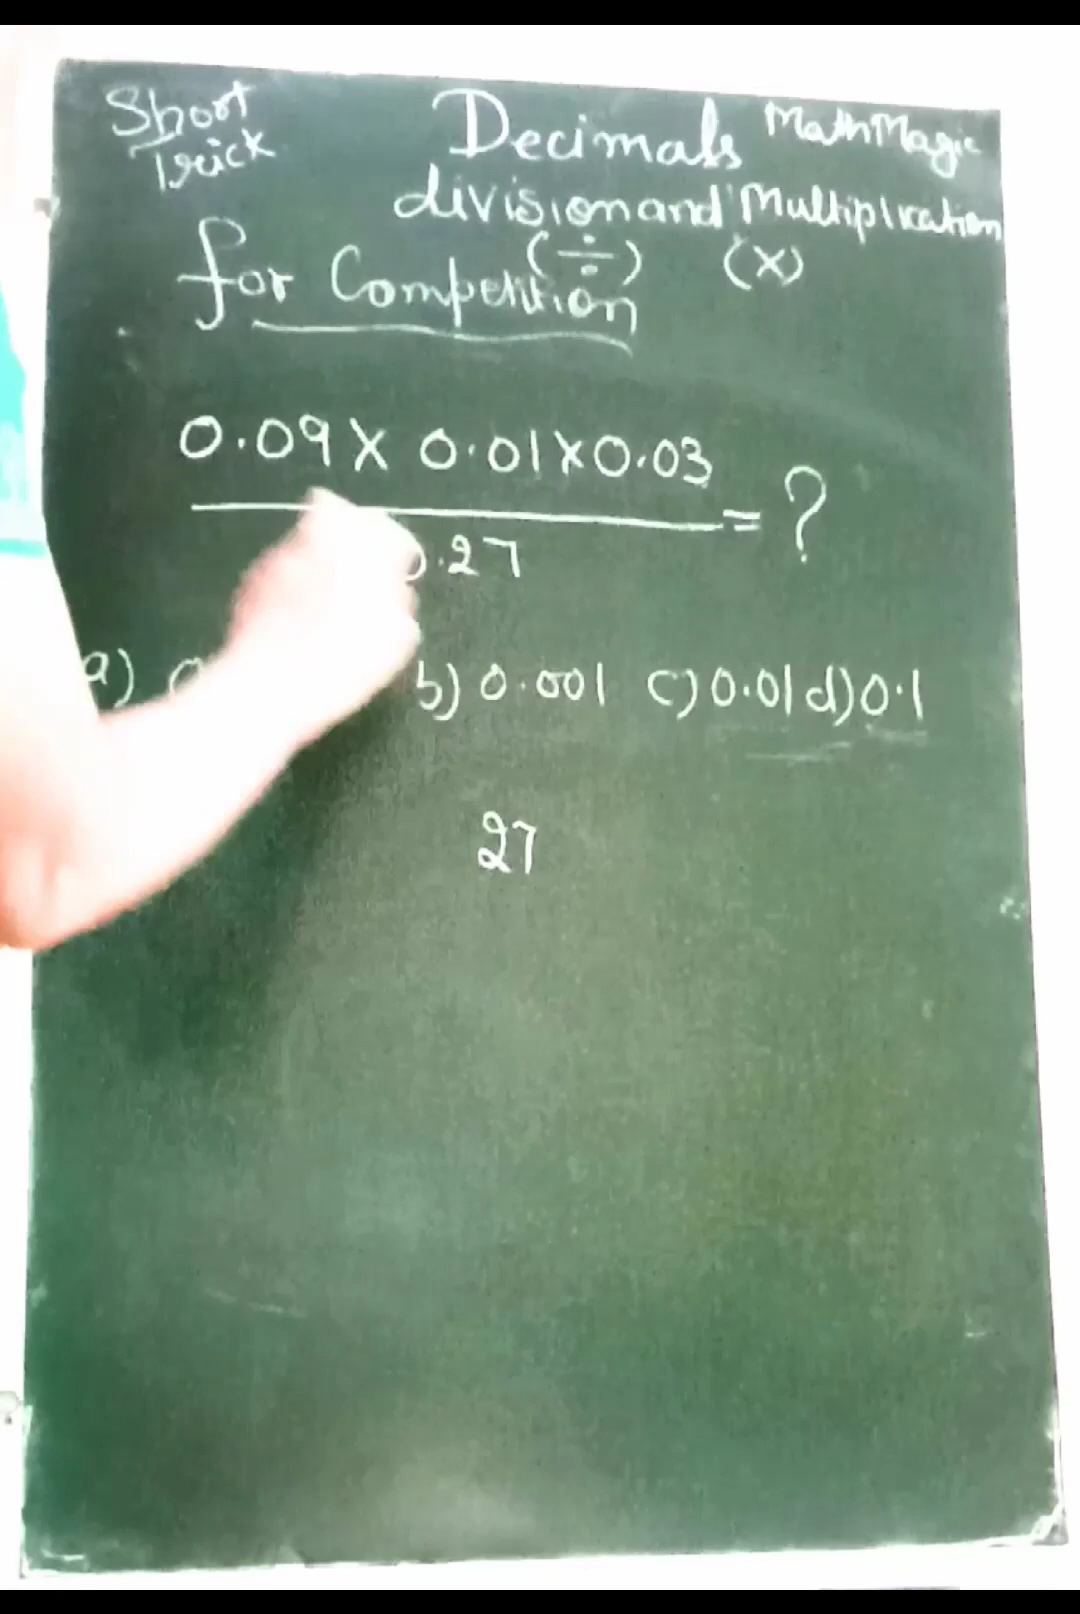 Short Trick
Decimals MathMagic
division and Multiplication
(÷) (×)
for Competition
0.09 × 0.01 × 0.03
= ?
0.27
a) b) 0.001 c) 0.01 d) 0.1
27